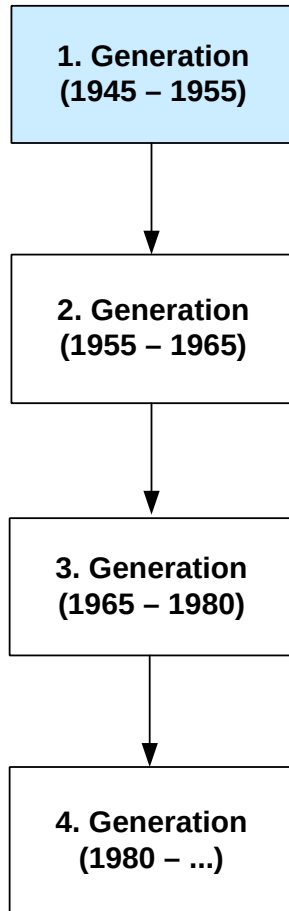 1. Generation
(1945 – 1955)
2. Generation
(1955 – 1965)
3. Generation
(1965 – 1980)
4. Generation
(1980 – ...)